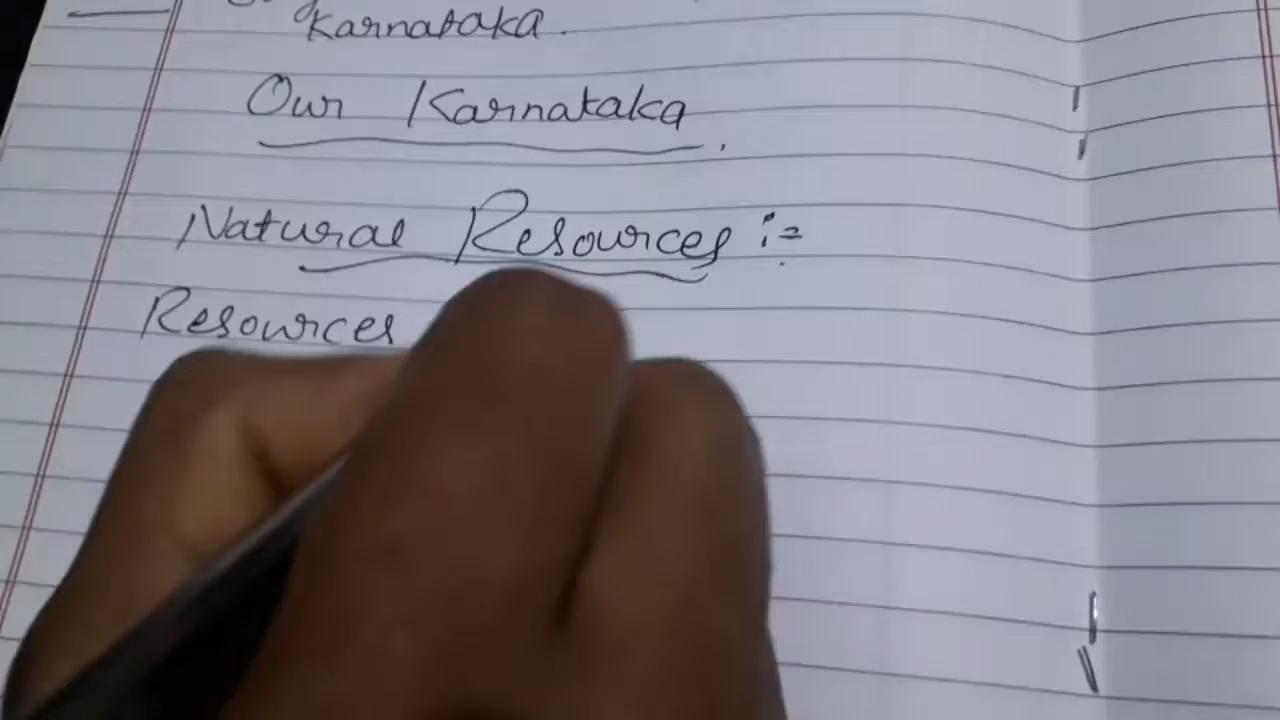 Karnataka.
Our Karnataka.
Natural Resources :=
Resources